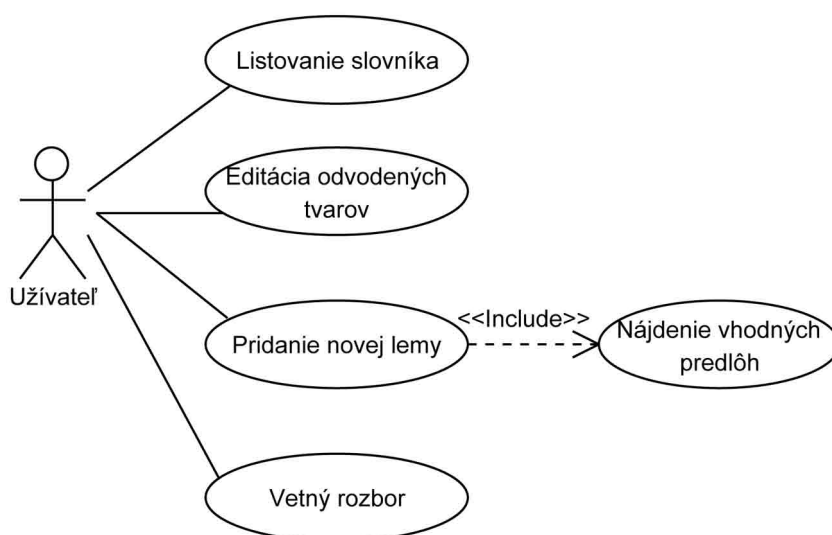 Listovanie slovníka
Editácia odvodených
tvarov
Užívateľ
Pridanie novej lemy
<<Include>>
Nájdenie vhodných
predlôh
Vetný rozbor